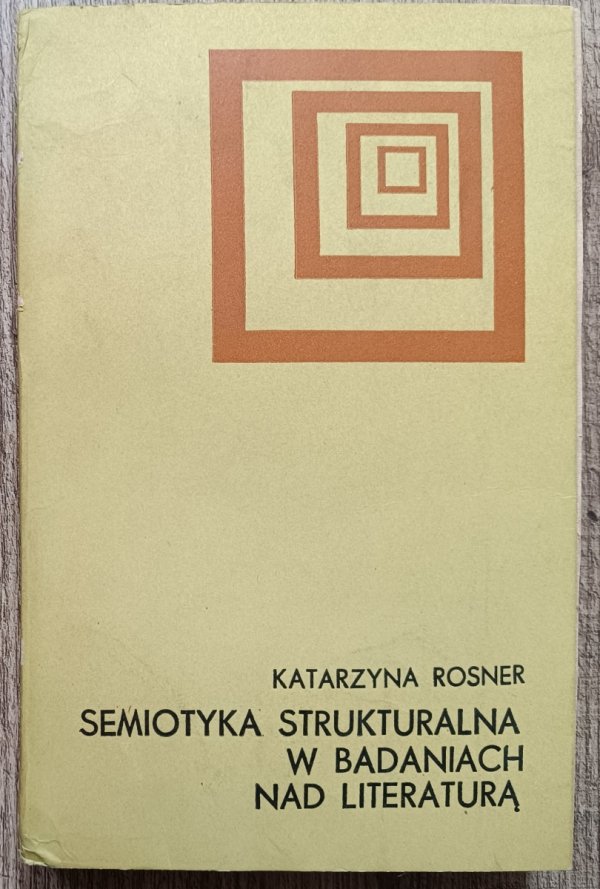 KATARZYNA ROSNER
SEMIOTYKA STRUKTURALNA
W BADANIACH
NAD LITERATURĄ